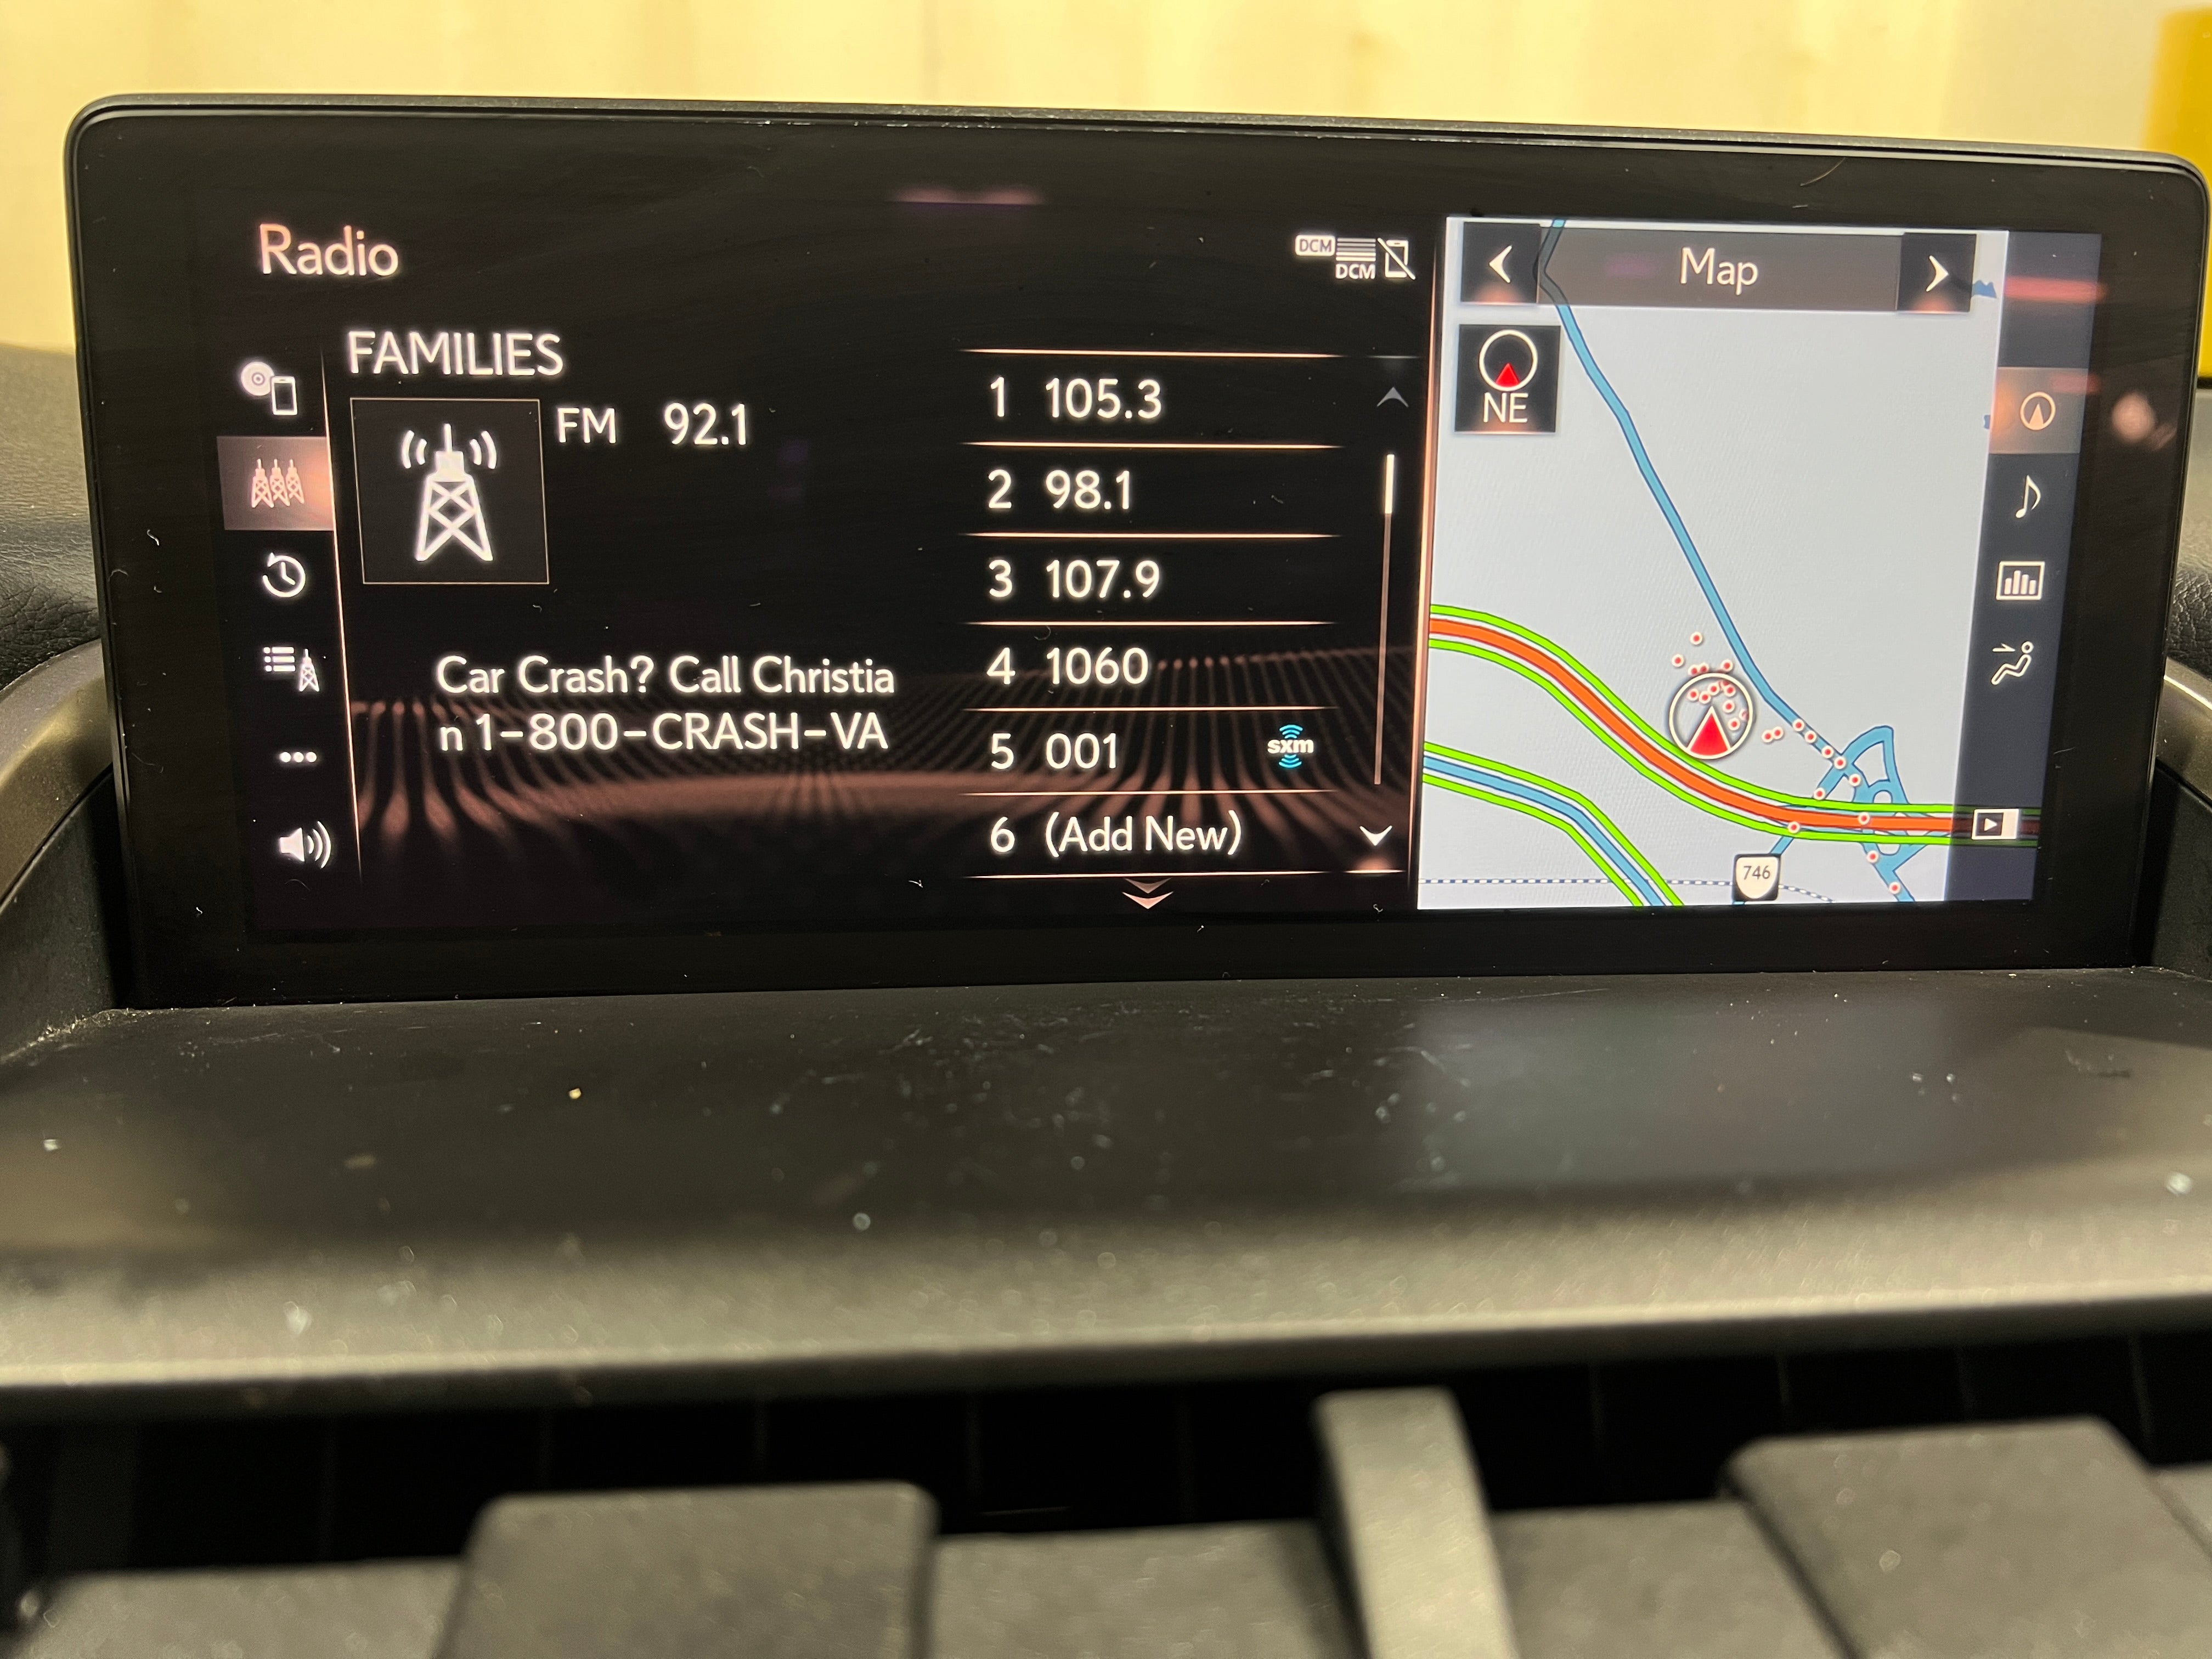 Radio
DCM
DCM
FAMILIES
FM 92.1
Car Crash? Call Christia
n 1-800-CRASH-VA
1 105.3
2 98.1
3 107.9
4 1060
5 001 sxm
6 (Add New)
Map
NE
746